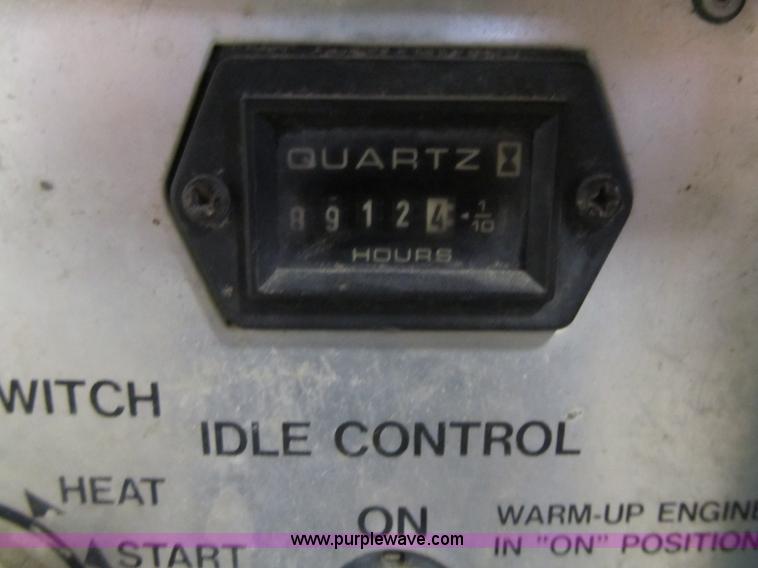 QUARTZ
8 9 1 2 4 1/10
HOURS
WITCH
IDLE CONTROL
HEAT
ON
WARM-UP ENGINE
START
IN "ON" POSITION
www.purplewave.com